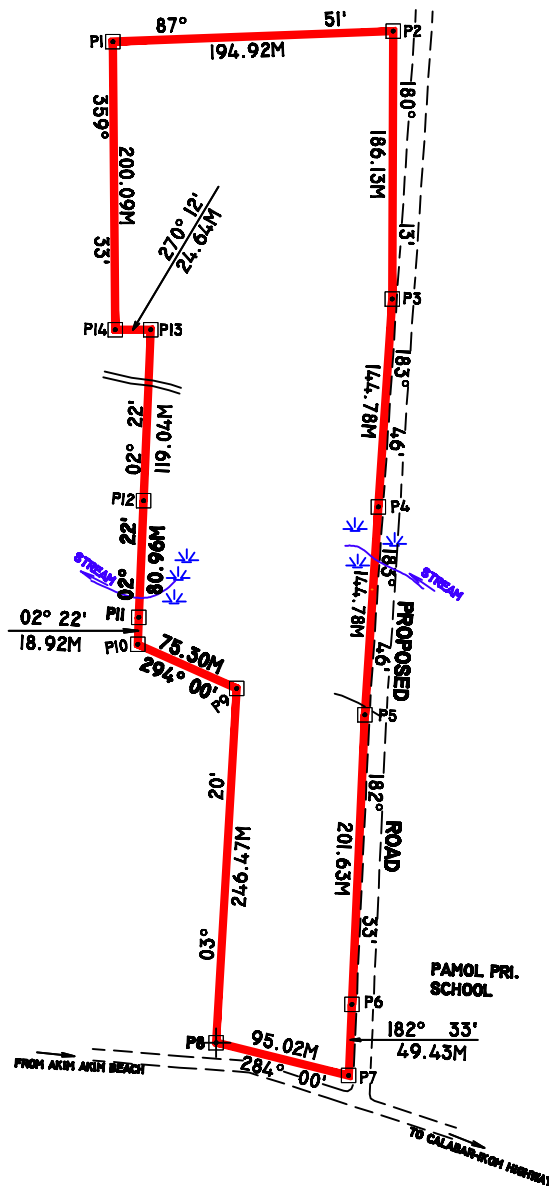 87° 51'
P1
P2
194.92M
359° 33'
200.09M
180° 13'
186.13M
270° 12'
24.64M
P3
P14
P13
183° 46'
144.78M
02° 22'
119.04M
P12
P4
02° 22'
80.96M
STREAM
183° 46'
144.78M
STREAM
PROPOSED
ROAD
P11
02° 22'
18.92M
P10
75.30M
294° 00'
P9
P5
182° 33'
201.63M
03° 20'
246.47M
PAMOL PRI.
SCHOOL
P6
182° 33'
49.43M
P8
95.02M
284° 00'
P7
FROM AKIM AKIM BEACH
TO CALABAR-IKOM HIGHWAY